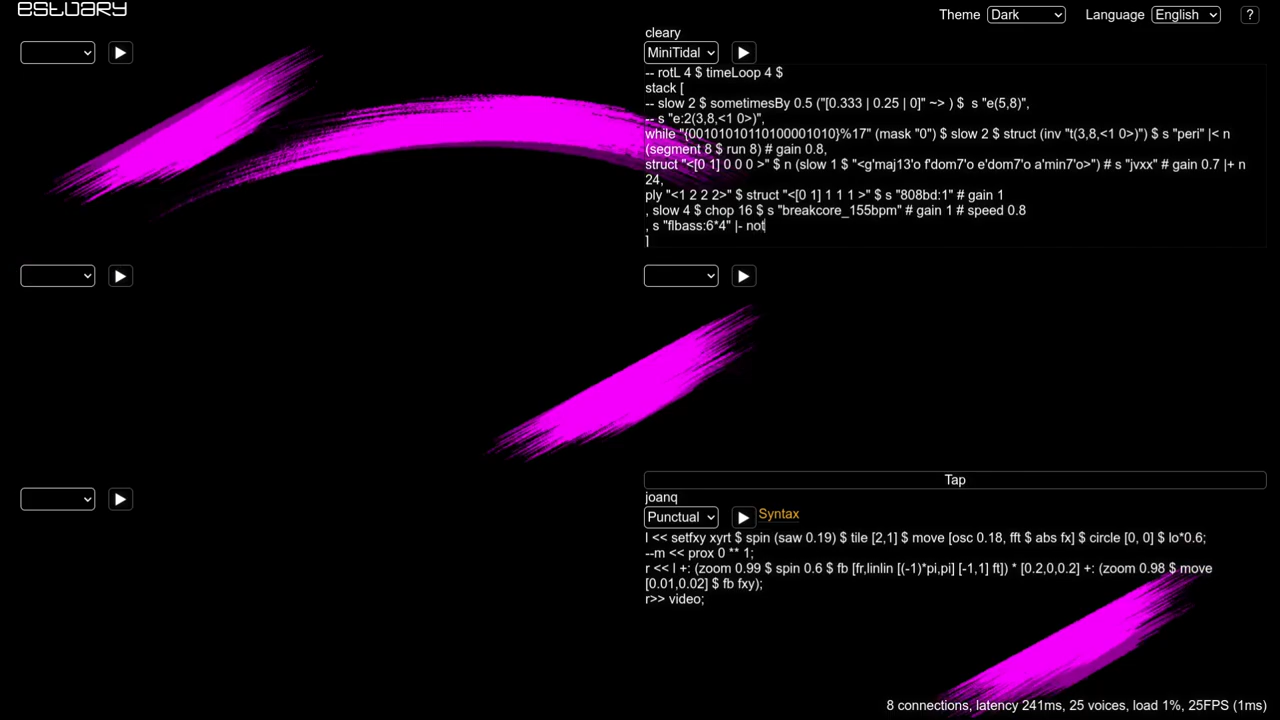 estuary
Theme Dark Language English ?
cleary
MiniTidal
-- rotL 4 $ timeLoop 4 $
stack [
-- slow 2 $ sometimesBy 0.5 ("[0.333 | 0.25 | 0]" ~> ) $  s "e(5,8)",
-- s "e:2(3,8,<1 0>)",
while "{00101010110100001010}%17" (mask "0") $ slow 2 $ struct (inv "t(3,8,<1 0>)") $ s "peri" |< n
(segment 8 $ run 8) # gain 0.8,
struct "<[0 1] 0 0 0 >" $ n (slow 1 $ "<g'maj13'o f'dom7'o e'dom7'o a'min7'o>") # s "jvxx" # gain 0.7 |+ n
24,
ply "<1 2 2 2>" $ struct "<[0 1] 1 1 1 >" $ s "808bd:1" # gain 1
, slow 4 $ chop 16 $ s "breakcore_155bpm" # gain 1 # speed 0.8
, s "flbass:6*4" |- not
]
Tap
joanq
Punctual Syntax
l << setfxy xyrt $ spin (saw 0.19) $ tile [2,1] $ move [osc 0.18, fft $ abs fx] $ circle [0, 0] $ lo*0.6;
--m << prox 0 ** 1;
r << l +: (zoom 0.99 $ spin 0.6 $ fb [fr,linlin [(-1)*pi,pi] [-1,1] ft]) * [0.2,0,0.2] +: (zoom 0.98 $ move
[0.01,0.02] $ fb fxy);
r>> video;
8 connections, latency 241ms, 25 voices, load 1%, 25FPS (1ms)